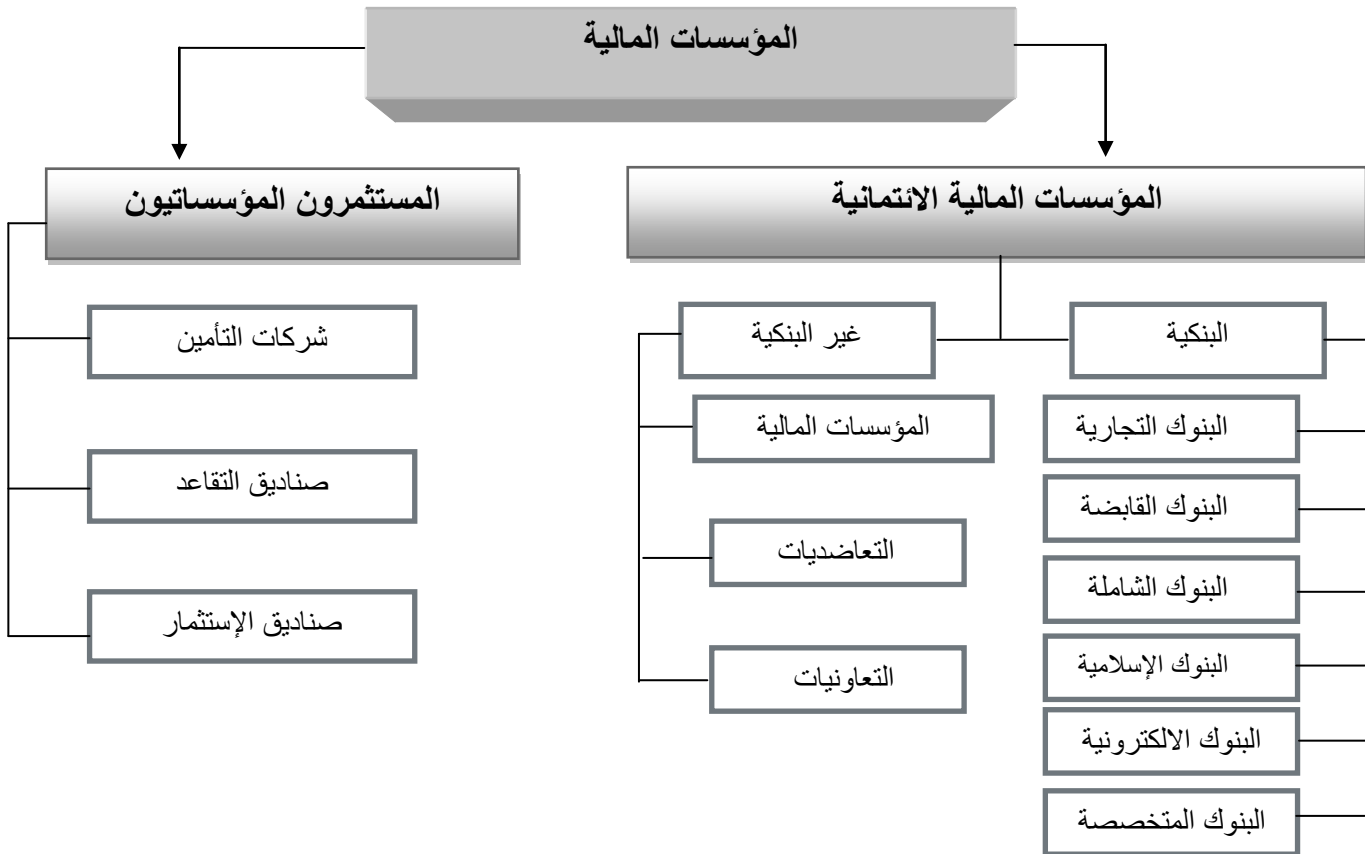 المؤسسات المالية
المؤسسات المالية الائتمانية
المستثمرون المؤسساتيون
البنكية
غير البنكية
شركات التأمين
البنوك التجارية
المؤسسات المالية
البنوك القابضة
صناديق التقاعد
التعاضديات
البنوك الشاملة
صناديق الإستثمار
البنوك الإسلامية
التعاونيات
البنوك الالكترونية
البنوك المتخصصة